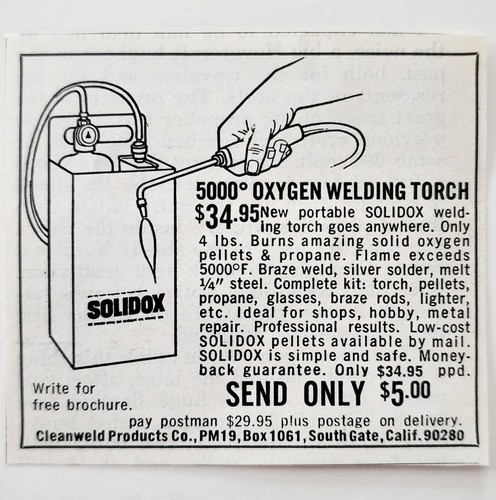 5000° OXYGEN WELDING TORCH
$34.95 New portable SOLIDOX weld-
ing torch goes anywhere. Only
4 lbs. Burns amazing solid oxygen
pellets & propane. Flame exceeds
5000°F. Braze weld, silver solder, melt
¼" steel. Complete kit: torch, pellets,
propane, glasses, braze rods, lighter,
etc. Ideal for shops, hobby, metal
repair. Professional results. Low-cost
SOLIDOX pellets available by mail.
SOLIDOX is simple and safe. Money-
back guarantee. Only $34.95 ppd.
SOLIDOX
Write for
free brochure.
SEND ONLY $5.00
pay postman $29.95 plus postage on delivery.
Cleanweld Products Co., PM19, Box 1061, South Gate, Calif. 90280